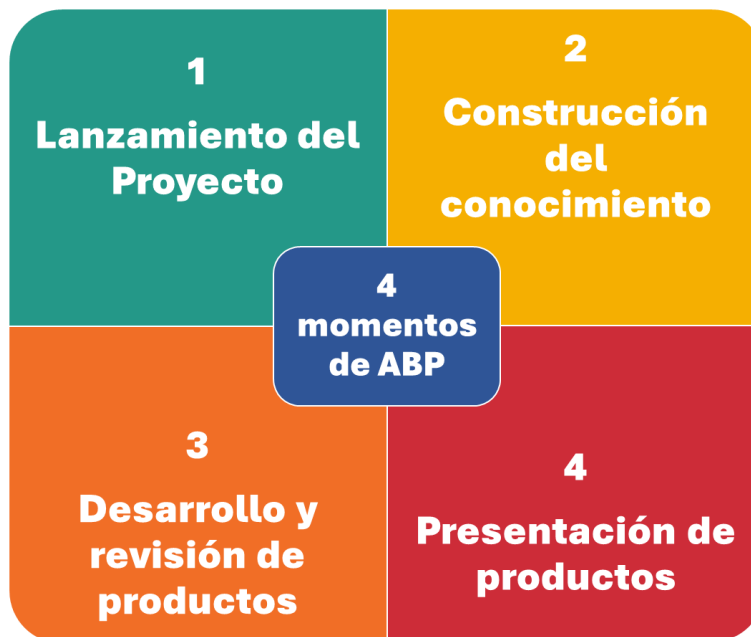 1
Lanzamiento del
Proyecto
2
Construcción
del
conocimiento
4
momentos
de ABP
3
Desarrollo y
revisión de
productos
4
Presentación de
productos